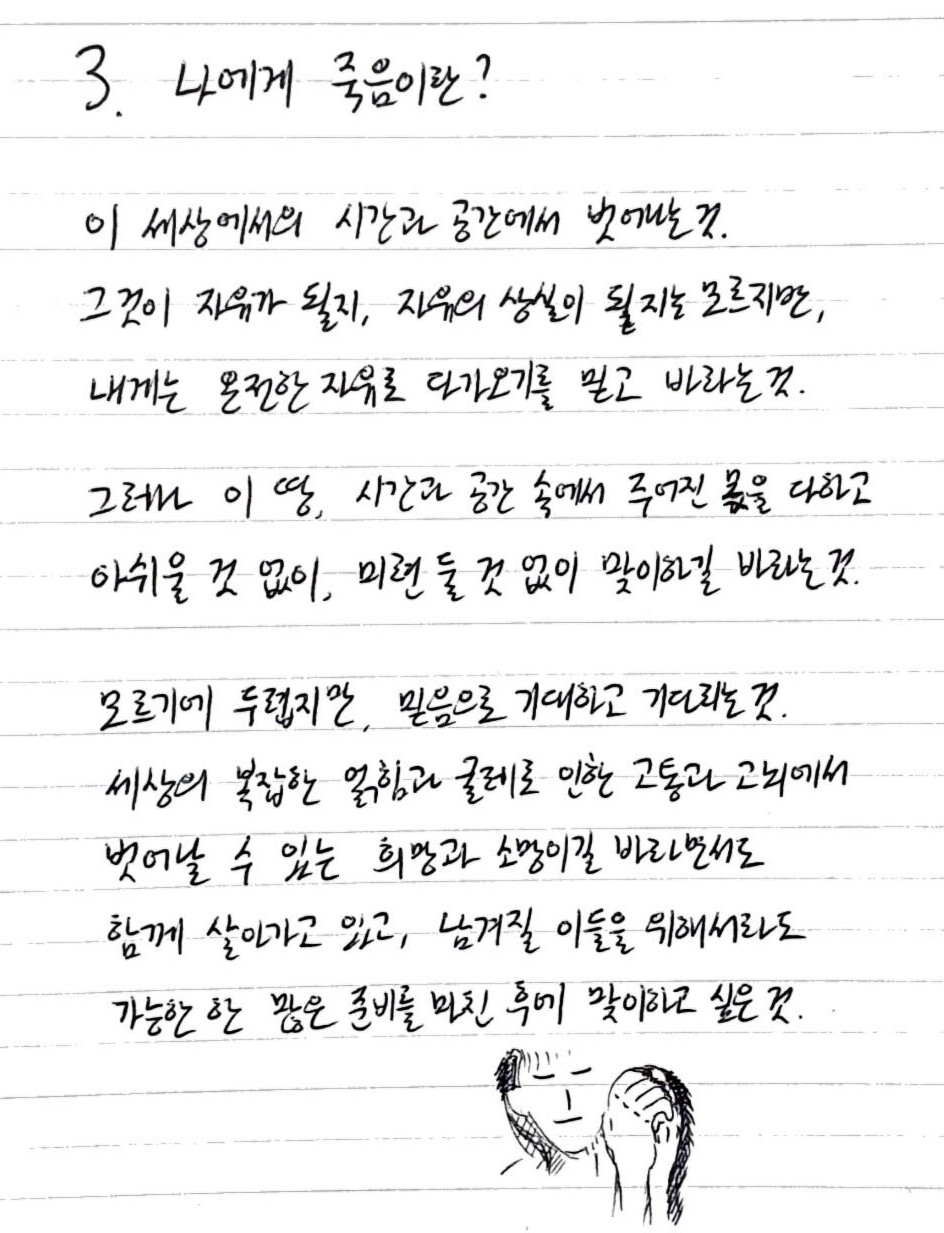 3. 나에게 죽음이란?
이 세상에서의 시간과 공간에서 벗어나는 것.
그것이 자유가 될지, 자유의 상실이 될지는 모르지만,
내게는 온전한 자유로 다가오기를 믿고 바라는 것.
그러나 이 땅, 시간과 공간 속에서 주어진 몫을 다하고
아쉬울 것 없이, 미련 둘 것 없이 맞이하길 바라는 것.
모르기에 두렵지만, 믿음으로 기대하고 기다리는 것.
세상의 복잡한 얽힘과 굴레로 인한 고통과 고뇌에서
벗어날 수 있는 희망과 소망이길 바라면서도
함께 살아가고 있고, 남겨질 이들을 위해서라도
가능한 한 많은 준비를 마친 후에 맞이하고 싶은 것.